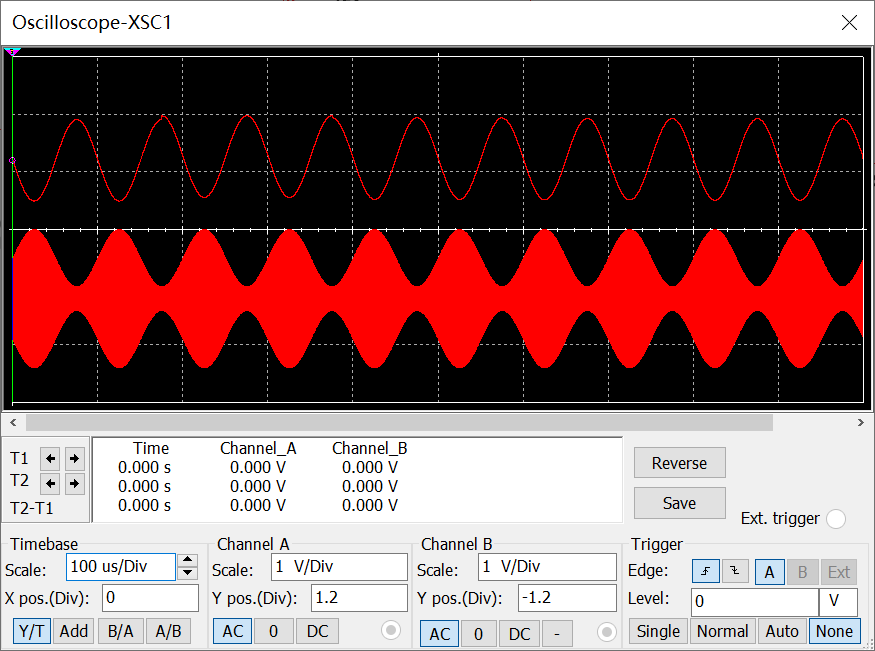 Oscilloscope-XSC1
Time Channel_A Channel_B
T1 0.000 s 0.000 V 0.000 V
T2 0.000 s 0.000 V 0.000 V
T2-T1 0.000 s 0.000 V 0.000 V
Reverse
Save
Ext. trigger
Timebase
Scale: 100 us/Div
X pos.(Div): 0
Y/T Add B/A A/B
Channel A
Scale: 1 V/Div
Y pos.(Div): 1.2
AC 0 DC
Channel B
Scale: 1 V/Div
Y pos.(Div): -1.2
AC 0 DC -
Trigger
Edge: A B Ext
Level: 0 V
Single Normal Auto None